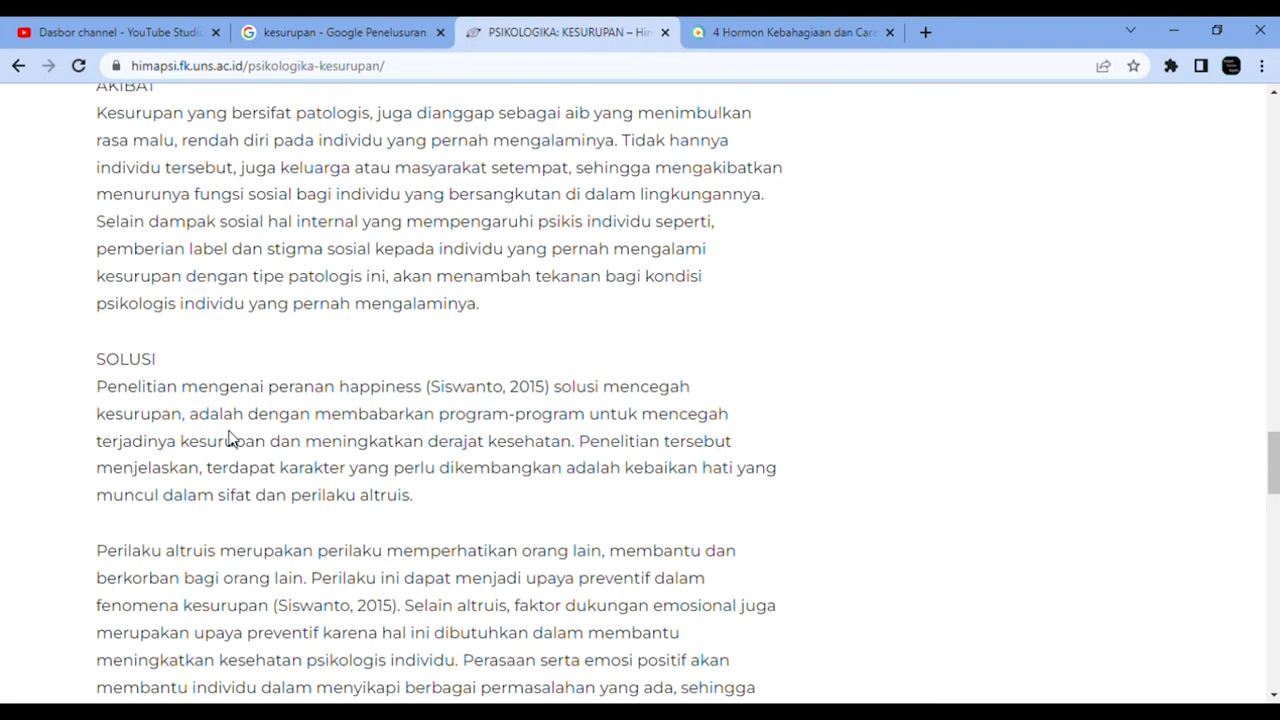 Dasbor channel - YouTube Studi
kesurupan - Google Penelusuran
PSIKOLOGIKA: KESURUPAN – Him
4 Hormon Kebahagiaan dan Cara
himapsi.fk.uns.ac.id/psikologika-kesurupan/
AKIBAT
Kesurupan yang bersifat patologis, juga dianggap sebagai aib yang menimbulkan
rasa malu, rendah diri pada individu yang pernah mengalaminya. Tidak hannya
individu tersebut, juga keluarga atau masyarakat setempat, sehingga mengakibatkan
menurunya fungsi sosial bagi individu yang bersangkutan di dalam lingkungannya.
Selain dampak sosial hal internal yang mempengaruhi psikis individu seperti,
pemberian label dan stigma sosial kepada individu yang pernah mengalami
kesurupan dengan tipe patologis ini, akan menambah tekanan bagi kondisi
psikologis individu yang pernah mengalaminya.
SOLUSI
Penelitian mengenai peranan happiness (Siswanto, 2015) solusi mencegah
kesurupan, adalah dengan membabarkan program-program untuk mencegah
terjadinya kesurupan dan meningkatkan derajat kesehatan. Penelitian tersebut
menjelaskan, terdapat karakter yang perlu dikembangkan adalah kebaikan hati yang
muncul dalam sifat dan perilaku altruis.
Perilaku altruis merupakan perilaku memperhatikan orang lain, membantu dan
berkorban bagi orang lain. Perilaku ini dapat menjadi upaya preventif dalam
fenomena kesurupan (Siswanto, 2015). Selain altruis, faktor dukungan emosional juga
merupakan upaya preventif karena hal ini dibutuhkan dalam membantu
meningkatkan kesehatan psikologis individu. Perasaan serta emosi positif akan
membantu individu dalam menyikapi berbagai permasalahan yang ada, sehingga